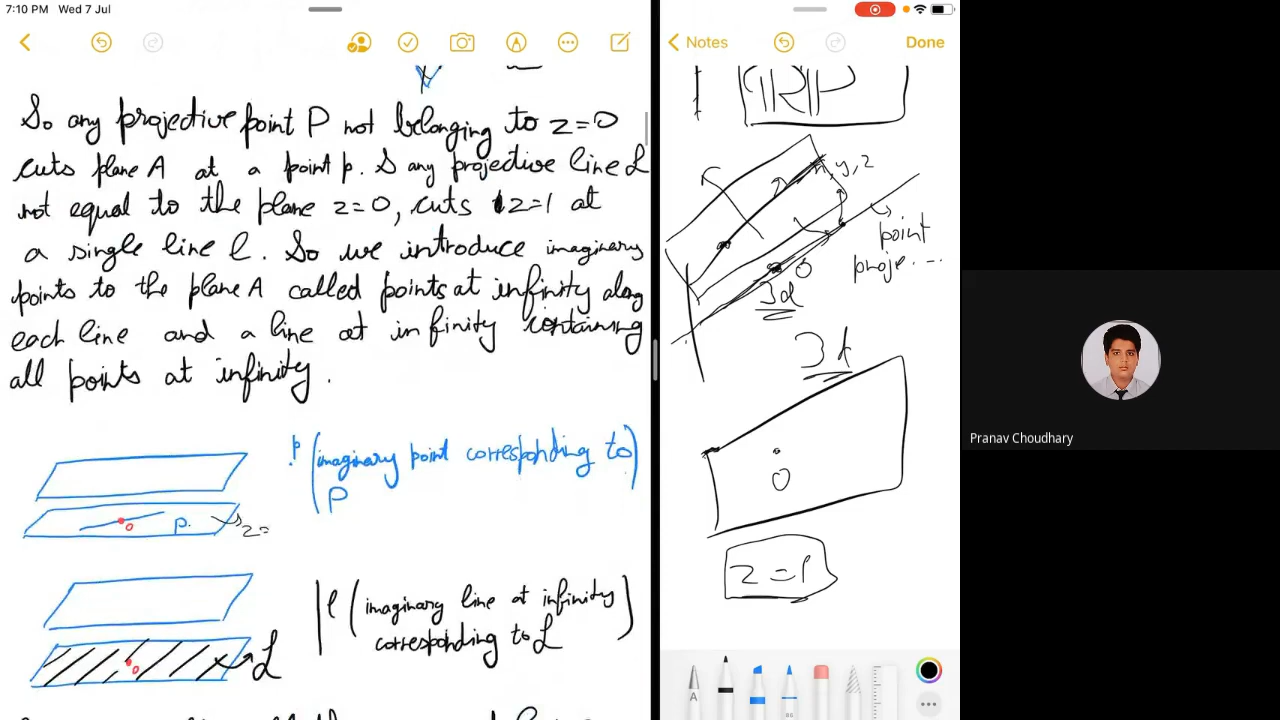 7:10 PM Wed 7 Jul
So any projective point P not belonging to z=0
cuts plane A at a point p. & any projective line L
not equal to the plane z=0, cuts z=1 at
a single line l. So we introduce imaginary
points to the plane A called points at infinity along
each line and a line at infinity containing
all points at infinity.
p (imaginary point corresponding to)
P
o
P.
z=
l (imaginary line at infinity
corresponding to L)
o
L
Notes
Done
RP
x, y, z
point
proje....
o
3d
3d
o
z=1
Pranav Choudhary